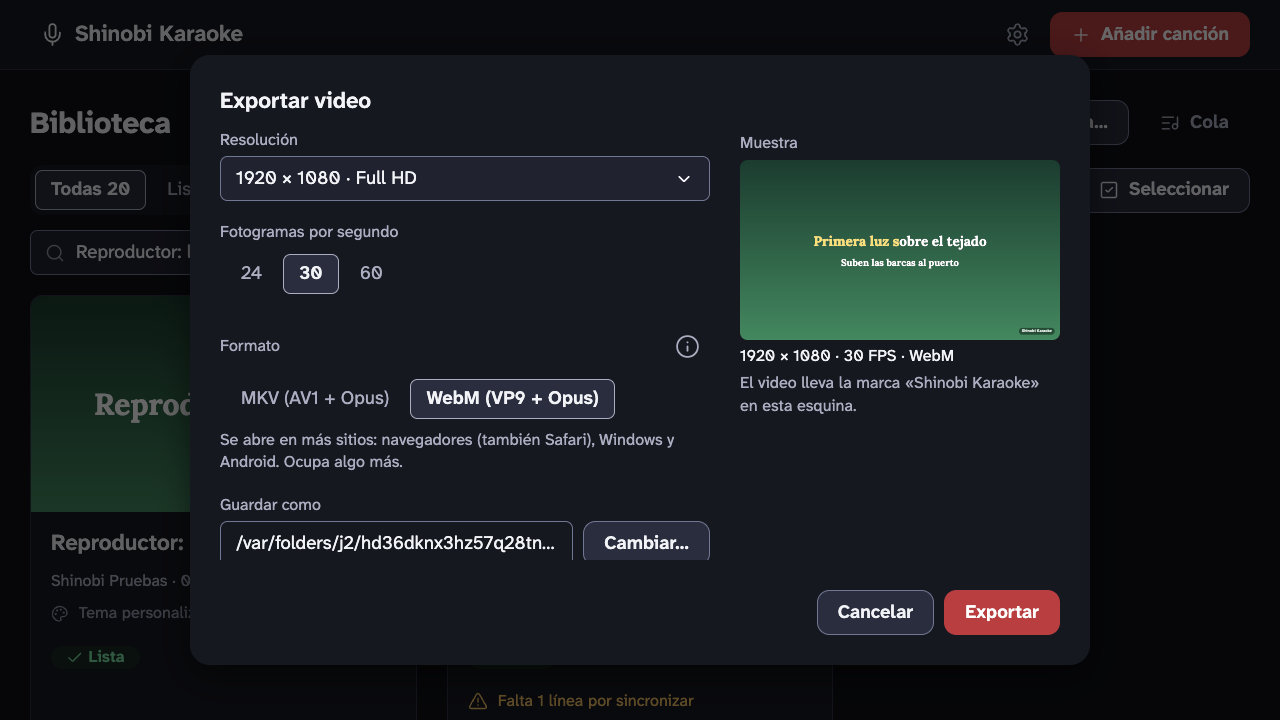 Shinobi Karaoke
Añadir canción
Biblioteca
Cola
Todas 20
Seleccionar
Reproductor:
Reproductor:
Shinobi Pruebas · 0
Lista
Falta 1 línea por sincronizar
Exportar video
Resolución
1920 × 1080 · Full HD
Fotogramas por segundo
24 30 60
Formato
MKV (AV1 + Opus) WebM (VP9 + Opus)
Se abre en más sitios: navegadores (también Safari), Windows y
Android. Ocupa algo más.
Guardar como
/var/folders/j2/hd36dknx3hz57q28tn...
Cambiar...
Muestra
Primera luz sobre el tejado
Suben las barcas al puerto
Shinobi Karaoke
1920 × 1080 · 30 FPS · WebM
El video lleva la marca «Shinobi Karaoke»
en esta esquina.
Cancelar
Exportar